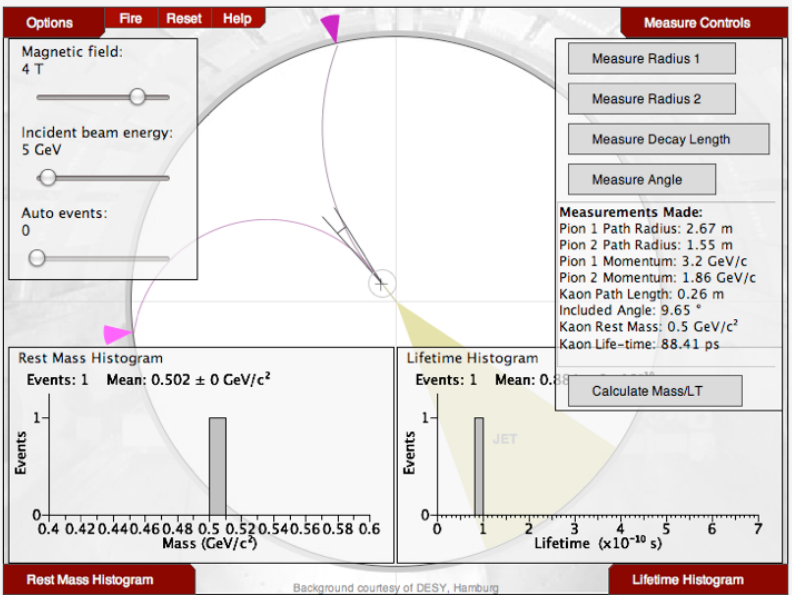 Options
Fire
Reset
Help
Measure Controls
Magnetic field:
4 T
Incident beam energy:
5 GeV
Auto events:
0
Measure Radius 1
Measure Radius 2
Measure Decay Length
Measure Angle
Measurements Made:
Pion 1 Path Radius: 2.67 m
Pion 2 Path Radius: 1.55 m
Pion 1 Momentum: 3.2 GeV/c
Pion 2 Momentum: 1.86 GeV/c
Kaon Path Length: 0.26 m
Included Angle: 9.65 °
Kaon Rest Mass: 0.5 GeV/c²
Kaon Life-time: 88.41 ps
Calculate Mass/LT
Rest Mass Histogram
Events: 1 Mean: 0.502 ± 0 GeV/c²
Events
1
0
0.4 0.42 0.44 0.46 0.48 0.5 0.52 0.54 0.56 0.58 0.6
Mass (GeV/c²)
Lifetime Histogram
Events: 1 Mean:
JET
Events
1
0
0 1 2 3 4 5 6 7
Lifetime (x10⁻¹⁰ s)
Rest Mass Histogram
Background courtesy of DESY, Hamburg
Lifetime Histogram